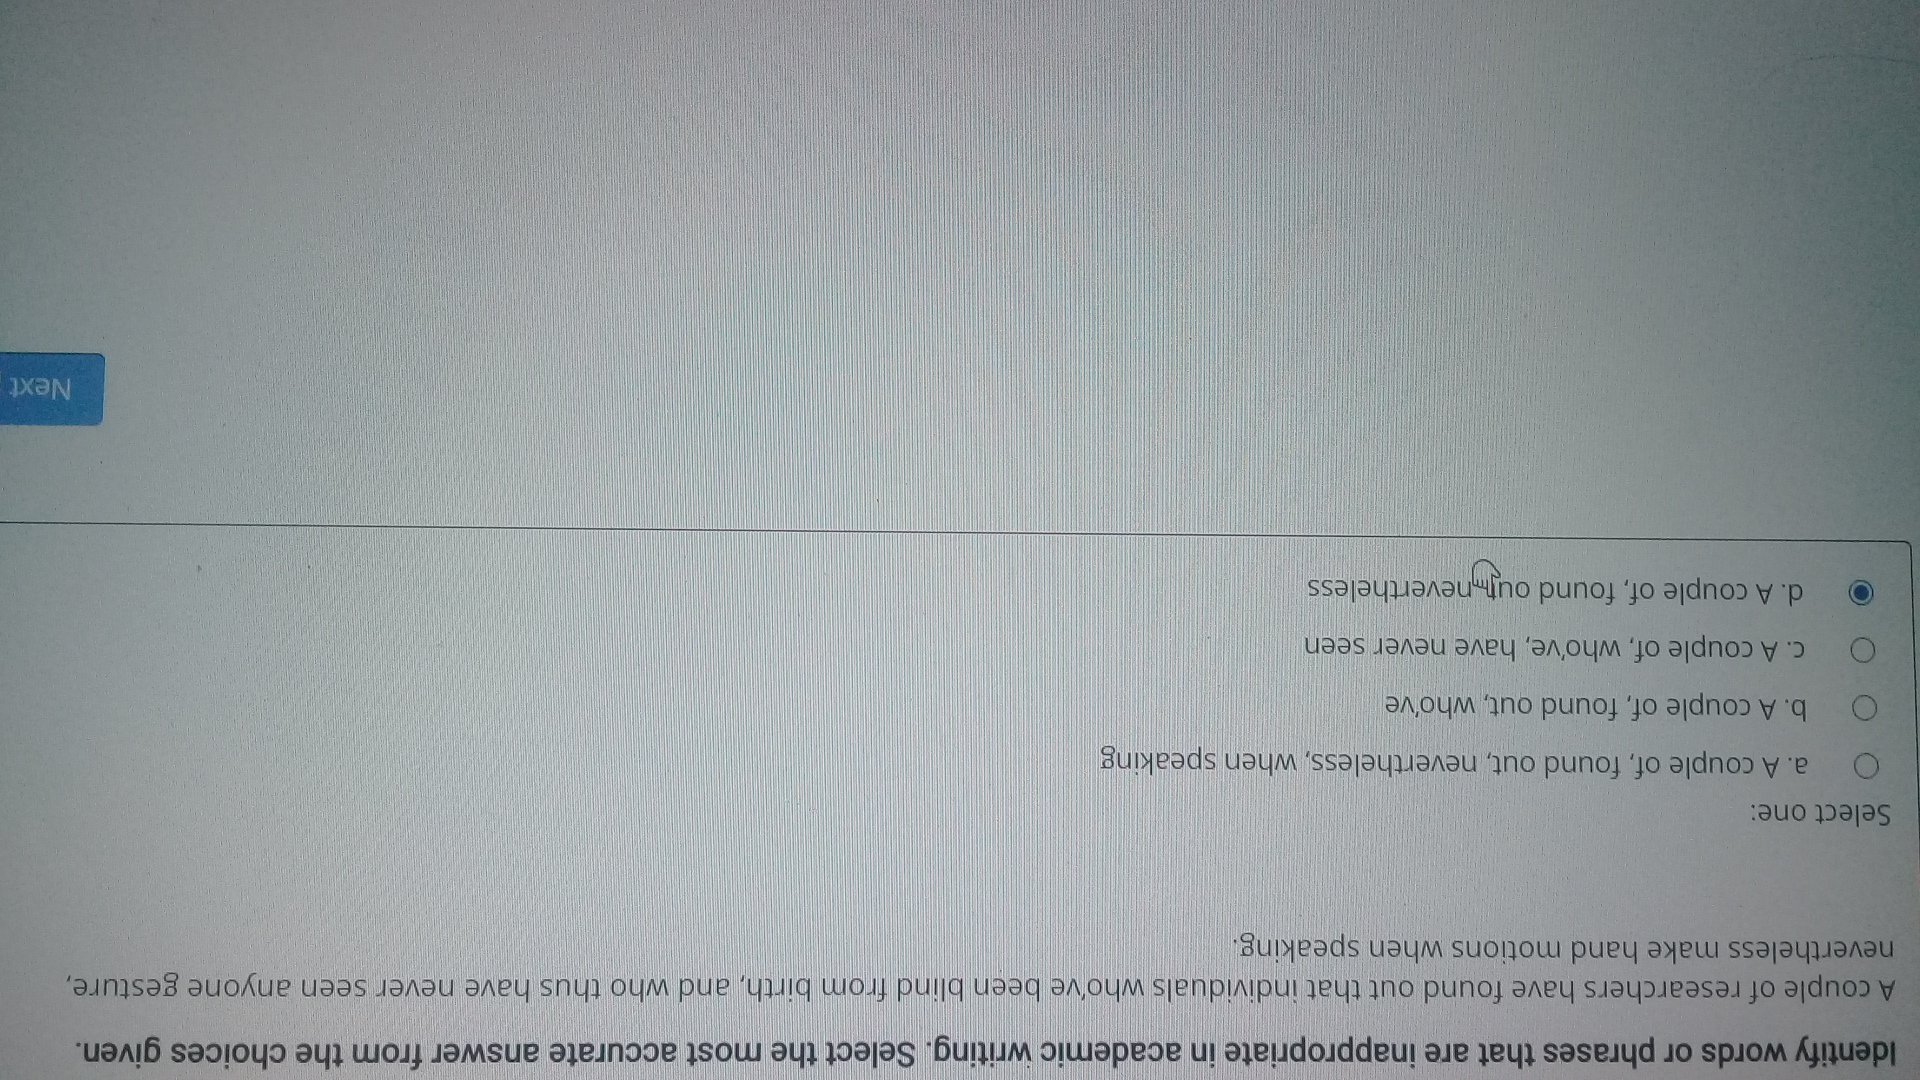 Identify words or phrases that are inappropriate in academic writing. Select the most accurate answer from the choices given.
A couple of researchers have found out that individuals who've been blind from birth, and who thus have never seen anyone gesture,
nevertheless make hand motions when speaking.
Select one:
a. A couple of, found out, nevertheless, when speaking
b. A couple of, found out, who've
c. A couple of, who've, have never seen
d. A couple of, found out, nevertheless
Next